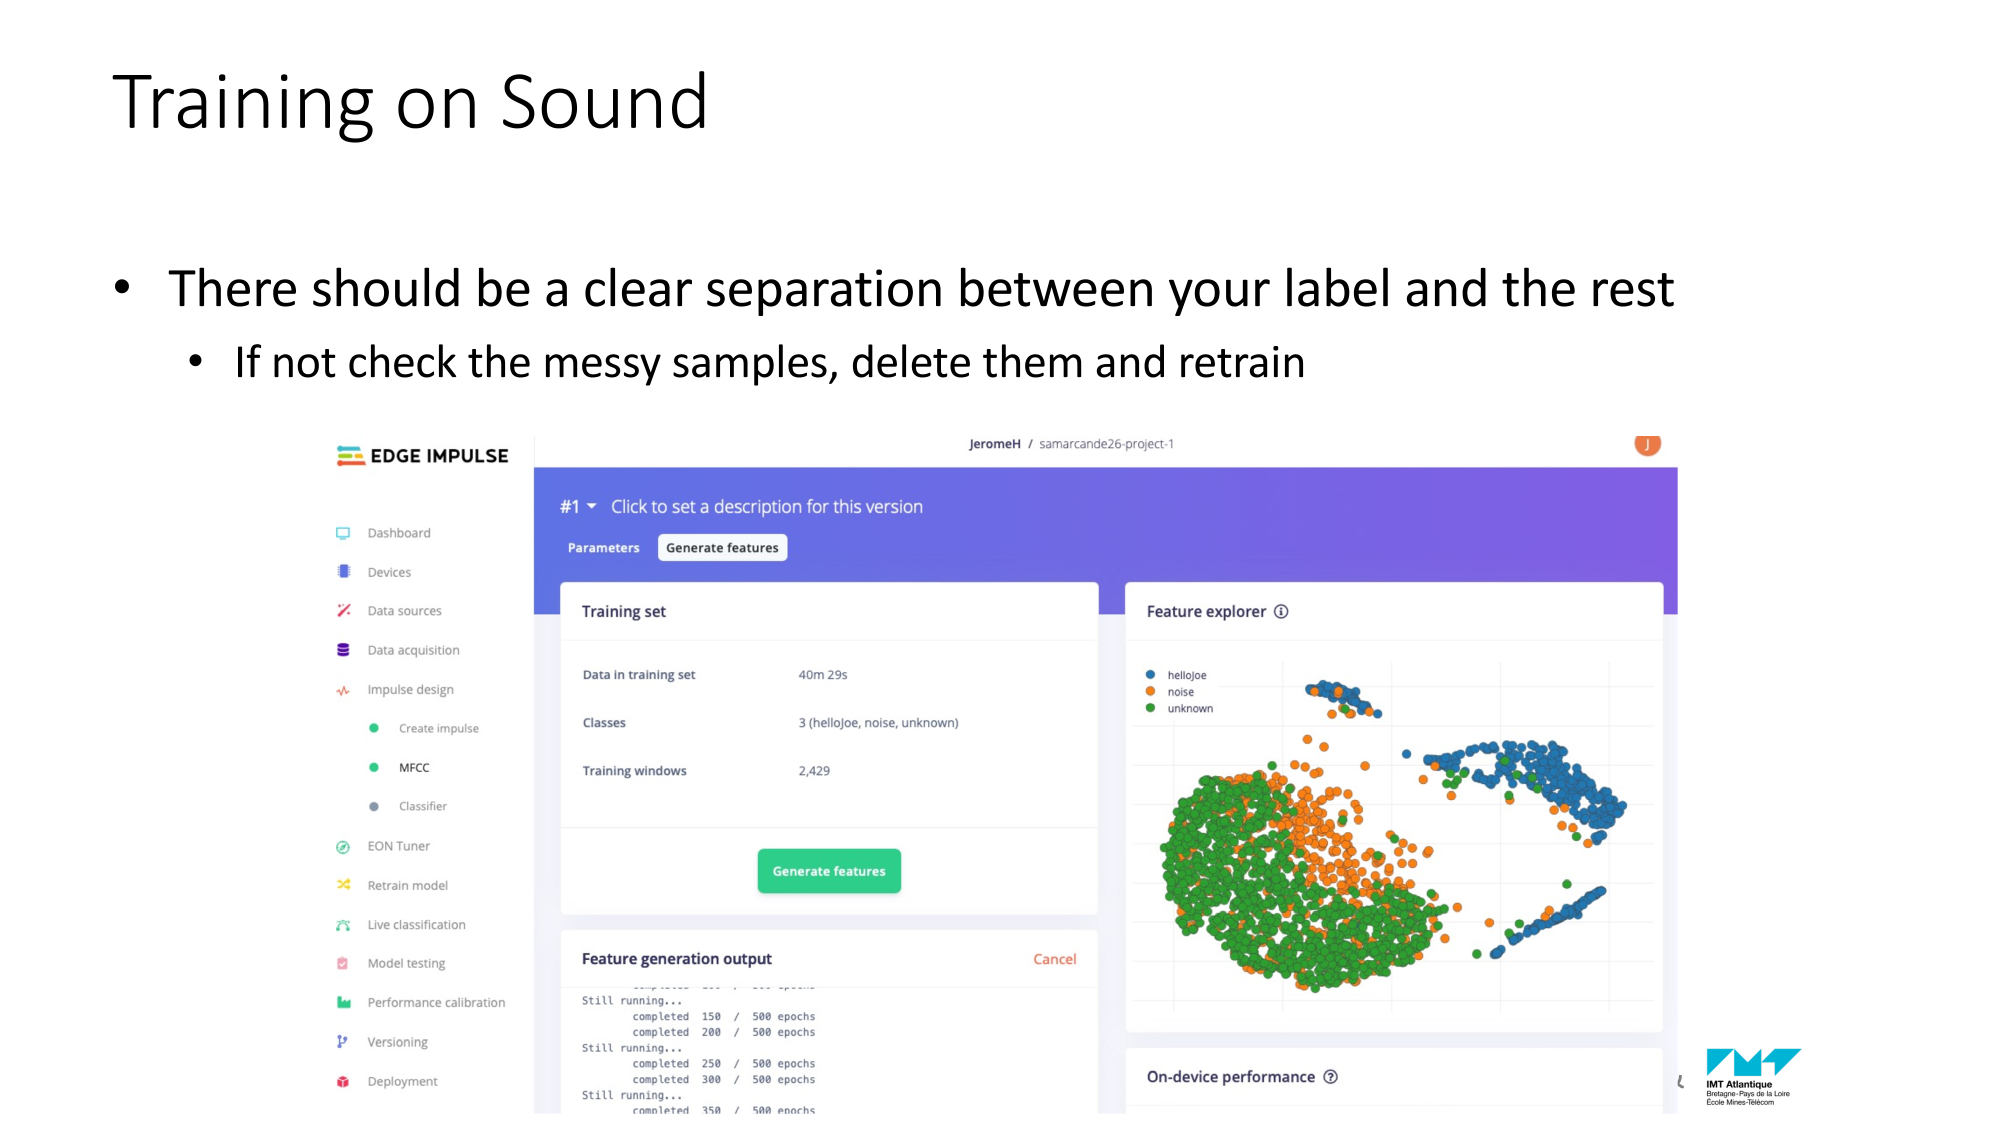 Training on Sound
• There should be a clear separation between your label and the rest
• If not check the messy samples, delete them and retrain
EDGE IMPULSE
JeromeH / samarcande26-project-1
J
#1 Click to set a description for this version
Parameters Generate features
Dashboard
Devices
Data sources
Data acquisition
Impulse design
Create impulse
MFCC
Classifier
EON Tuner
Retrain model
Live classification
Model testing
Performance calibration
Versioning
Deployment
Training set
Data in training set 40m 29s
Classes 3 (helloJoe, noise, unknown)
Training windows 2,429
Generate features
Feature generation output Cancel
Still running...
completed 150 / 500 epochs
completed 200 / 500 epochs
Still running...
completed 250 / 500 epochs
completed 300 / 500 epochs
Still running...
completed 350 / 500 epochs
Feature explorer
helloJoe
noise
unknown
On-device performance
IMT Atlantique
Bretagne-Pays de la Loire
École Mines-Télécom